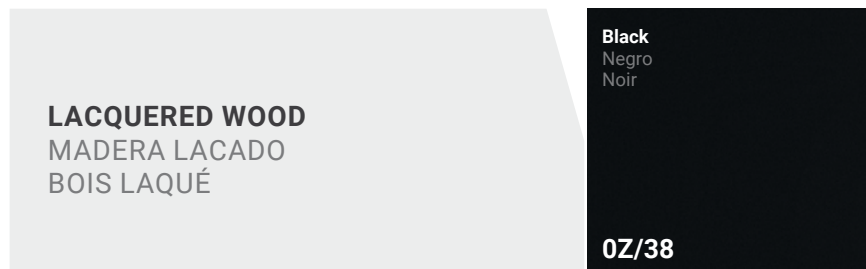 LACQUERED WOOD
MADERA LACADO
BOIS LAQUÉ
Black
Negro
Noir
0Z/38